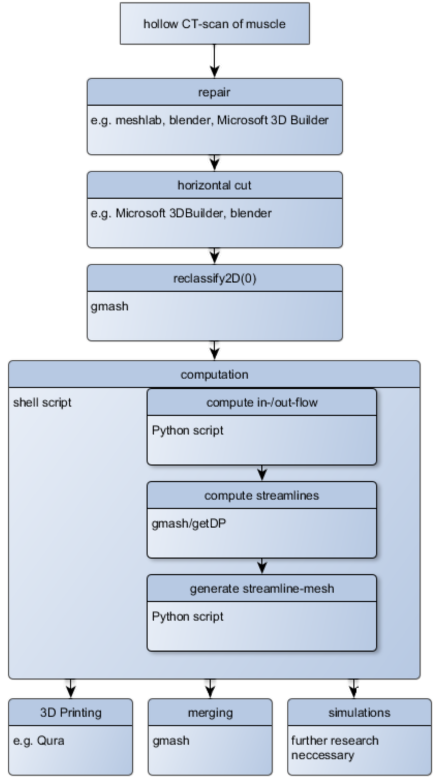 hollow CT-scan of muscle
repair
e.g. meshlab, blender, Microsoft 3D Builder
horizontal cut
e.g. Microsoft 3DBuilder, blender
reclassify2D(0)
gmash
computation
shell script
compute in-/out-flow
Python script
compute streamlines
gmash/getDP
generate streamline-mesh
Python script
3D Printing
e.g. Qura
merging
gmash
simulations
further research
neccessary